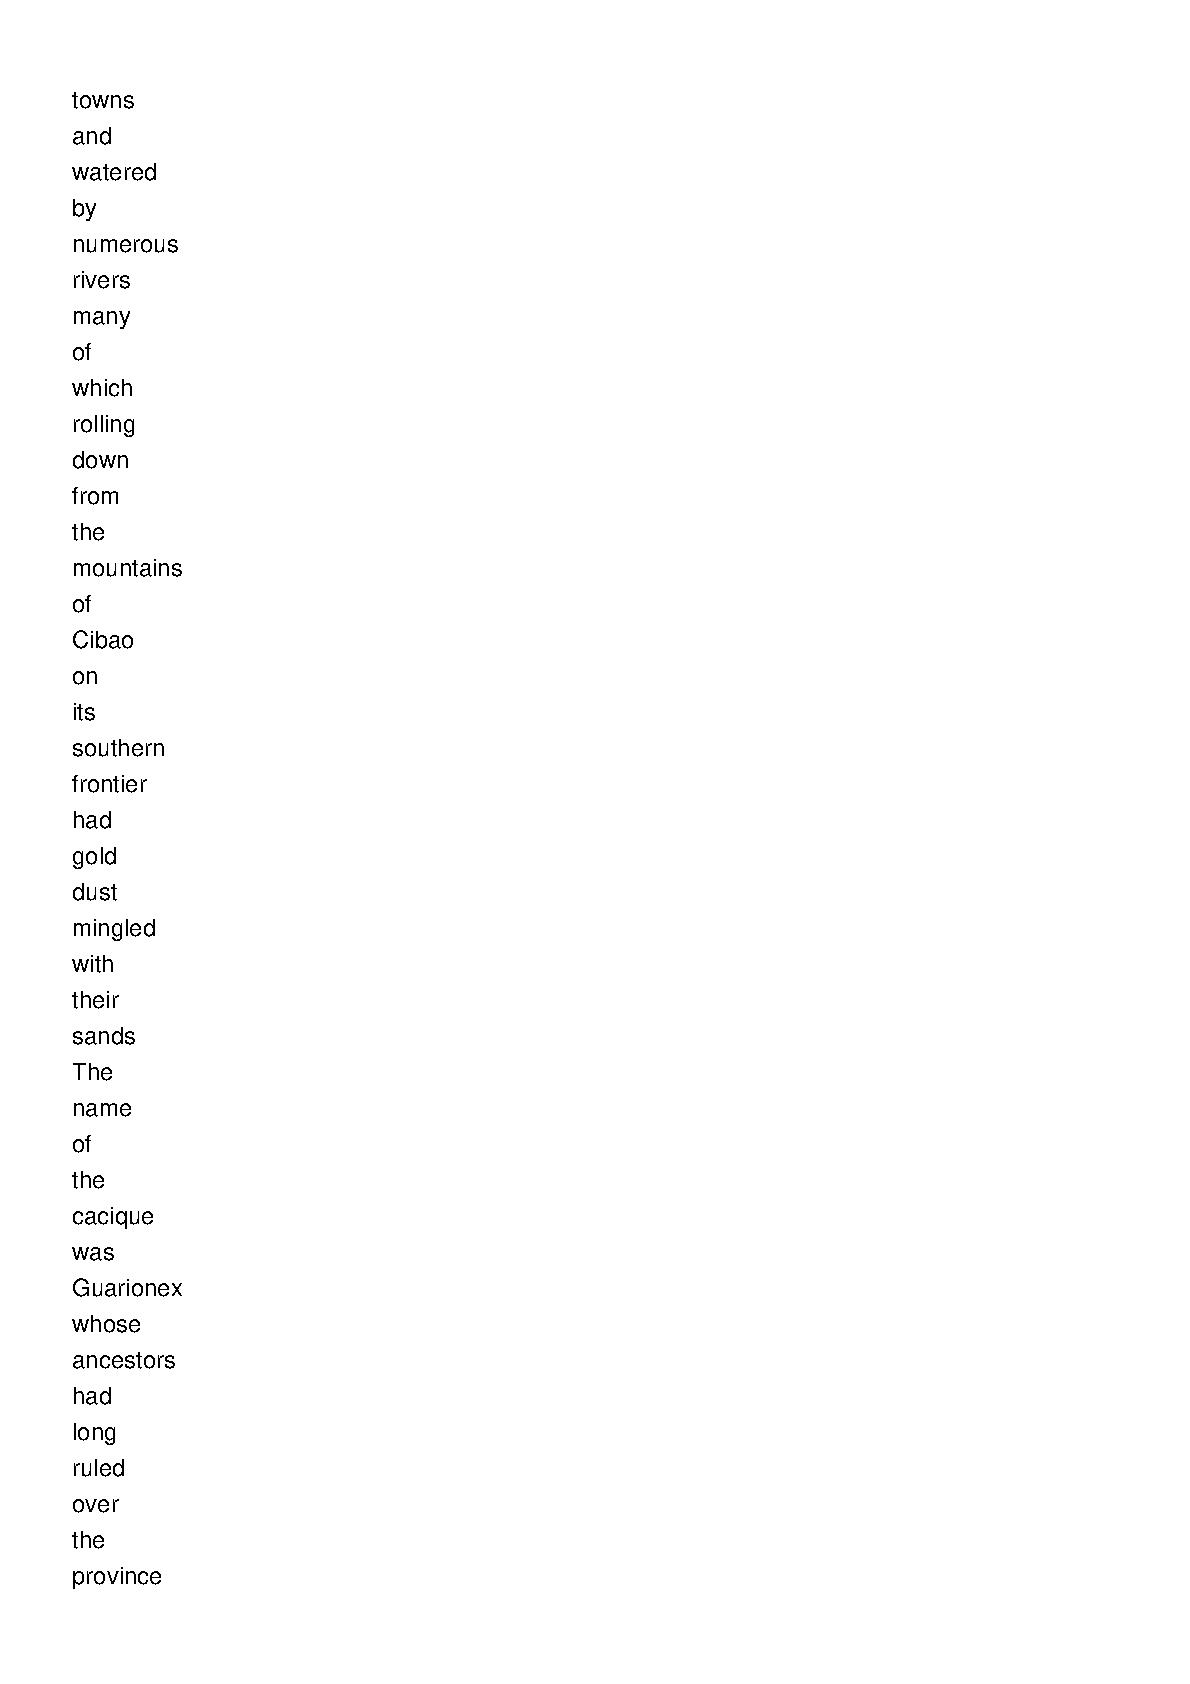 towns
and
watered
by
numerous
rivers
many
of
which
rolling
down
from
the
mountains
of
Cibao
on
its
southern
frontier
had
gold
dust
mingled
with
their
sands
The
name
of
the
cacique
was
Guarionex
whose
ancestors
had
long
ruled
over
the
province